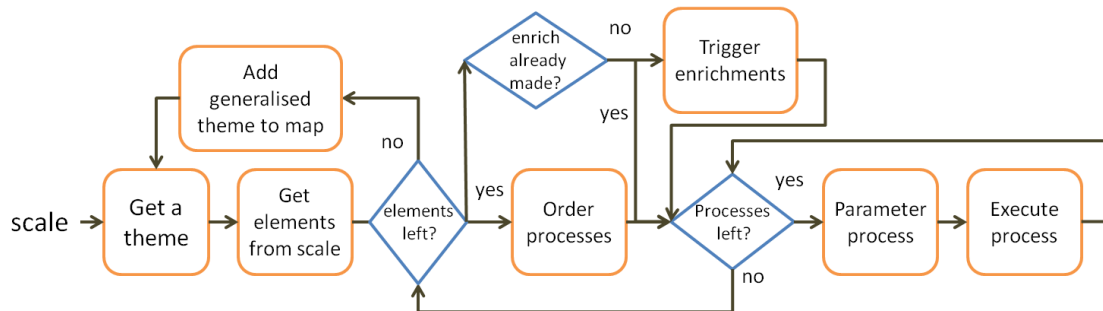 enrich
already
made?
no
Trigger
enrichments
Add
generalised
theme to map
yes
no
scale
Get a
theme
Get
elements
from scale
elements
left?
yes
Order
processes
Processes
left?
yes
Parameter
process
Execute
process
no